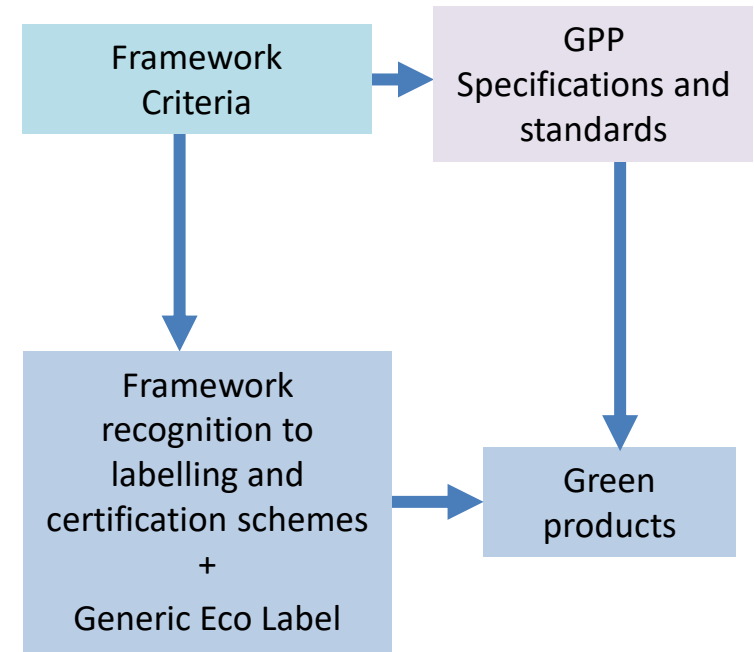 Framework
Criteria
GPP
Specifications and
standards
Framework
recognition to
labelling and
certification schemes
+
Generic Eco Label
Green
products